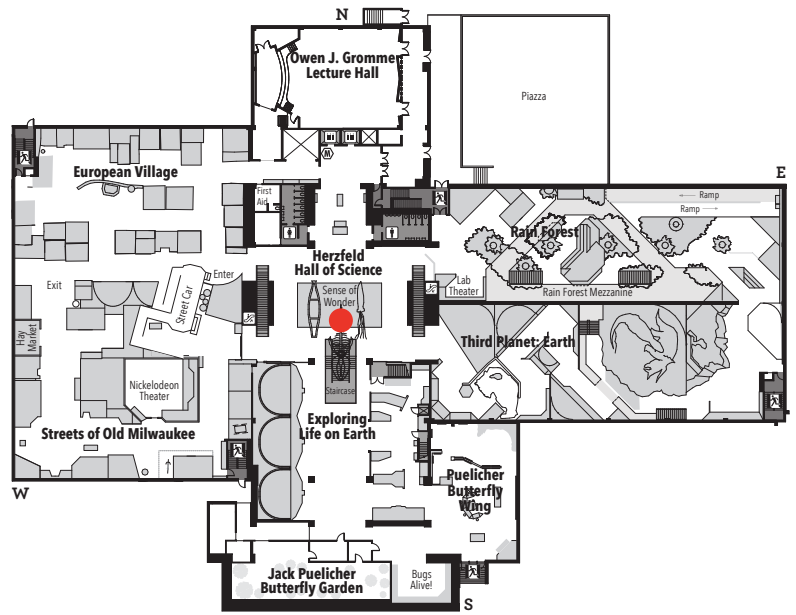 N
Owen J. Gromme
Lecture Hall
Piazza
M
European Village
E
First
Aid
Ramp
Ramp
Rain Forest
Herzfeld
Hall of Science
Enter
Exit
Sense of
Wonder
Lab
Theater
Rain Forest Mezzanine
Street Car
Hay
Market
Third Planet: Earth
Nickelodeon
Theater
Staircase
Streets of Old Milwaukee
Exploring
Life on Earth
Puelicher
Butterfly
Wing
W
Jack Puelicher
Butterfly Garden
Bugs
Alive!
S